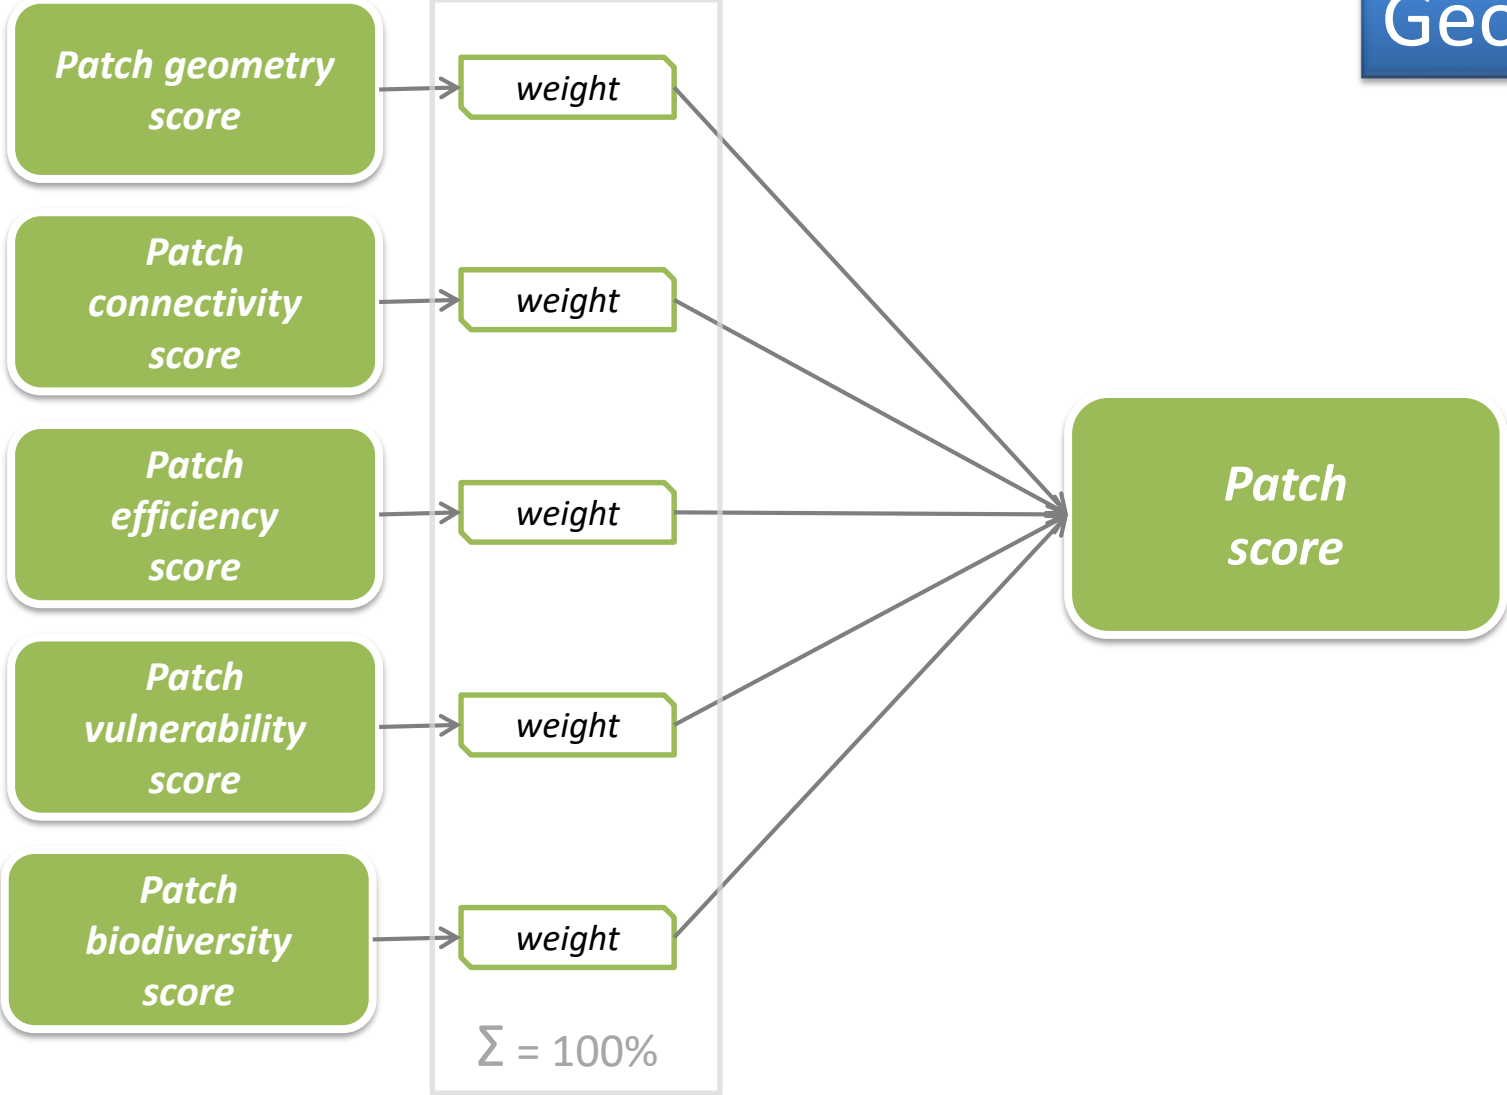 Patch geometry
score
weight
Patch
connectivity
score
weight
Patch
efficiency
score
weight
Patch
vulnerability
score
weight
Patch
biodiversity
score
weight
Σ = 100%
Patch
score